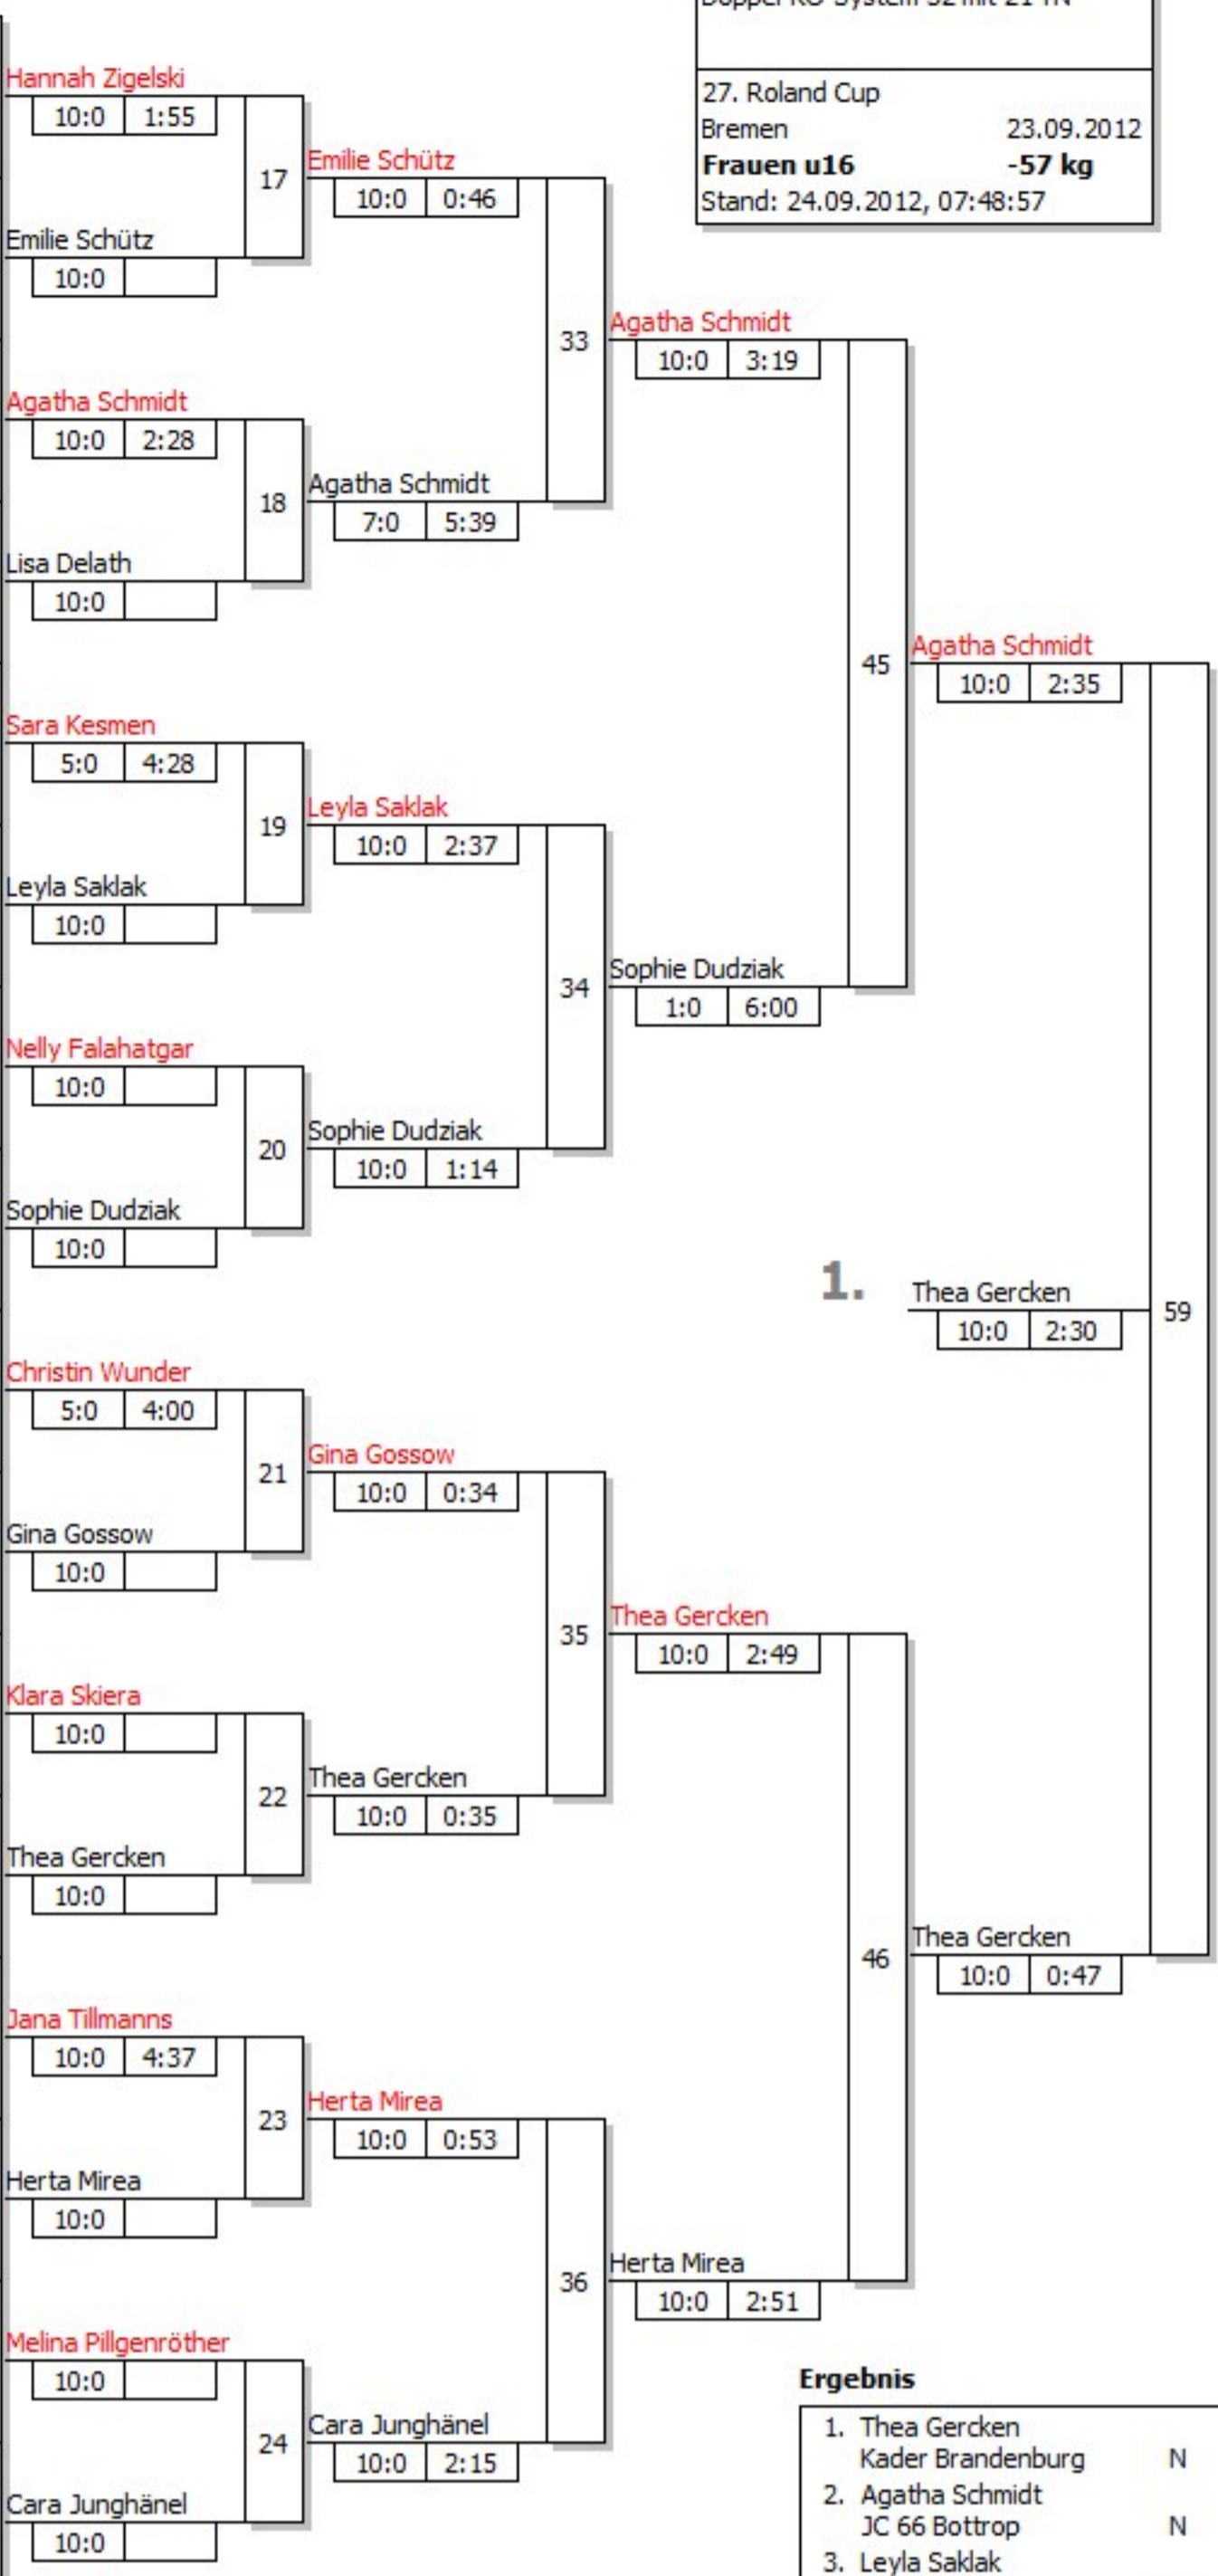 Doppel-KO-System 32 mit 21 TN
27. Roland Cup
Bremen 23.09.2012
Frauen u16 -57 kg
Stand: 24.09.2012, 07:48:57
Hannah Zigelski
10:0 1:55
17
Emilie Schütz
10:0
Emilie Schütz
10:0 0:46
33
Agatha Schmidt
10:0 2:28
18
Lisa Delath
10:0
Agatha Schmidt
7:0 5:39
Agatha Schmidt
10:0 3:19
45
Sara Kesmen
5:0 4:28
19
Leyla Saklak
10:0
Leyla Saklak
10:0 2:37
34
Nelly Falahatgar
10:0
20
Sophie Dudziak
10:0
Sophie Dudziak
10:0 1:14
Sophie Dudziak
1:0 6:00
Agatha Schmidt
10:0 2:35
1.
Thea Gercken
10:0 2:30
59
Christin Wunder
5:0 4:00
21
Gina Gossow
10:0
Gina Gossow
10:0 0:34
35
Klara Skiera
10:0
22
Thea Gercken
10:0
Thea Gercken
10:0 0:35
Thea Gercken
10:0 2:49
46
Jana Tillmanns
10:0 4:37
23
Herta Mirea
10:0
Herta Mirea
10:0 0:53
36
Melina Pillgenröther
10:0
24
Cara Junghänel
10:0
Cara Junghänel
10:0 2:15
Herta Mirea
10:0 2:51
Thea Gercken
10:0 0:47
Ergebnis
1. Thea Gercken
Kader Brandenburg N
2. Agatha Schmidt
JC 66 Bottrop N
3. Leyla Saklak